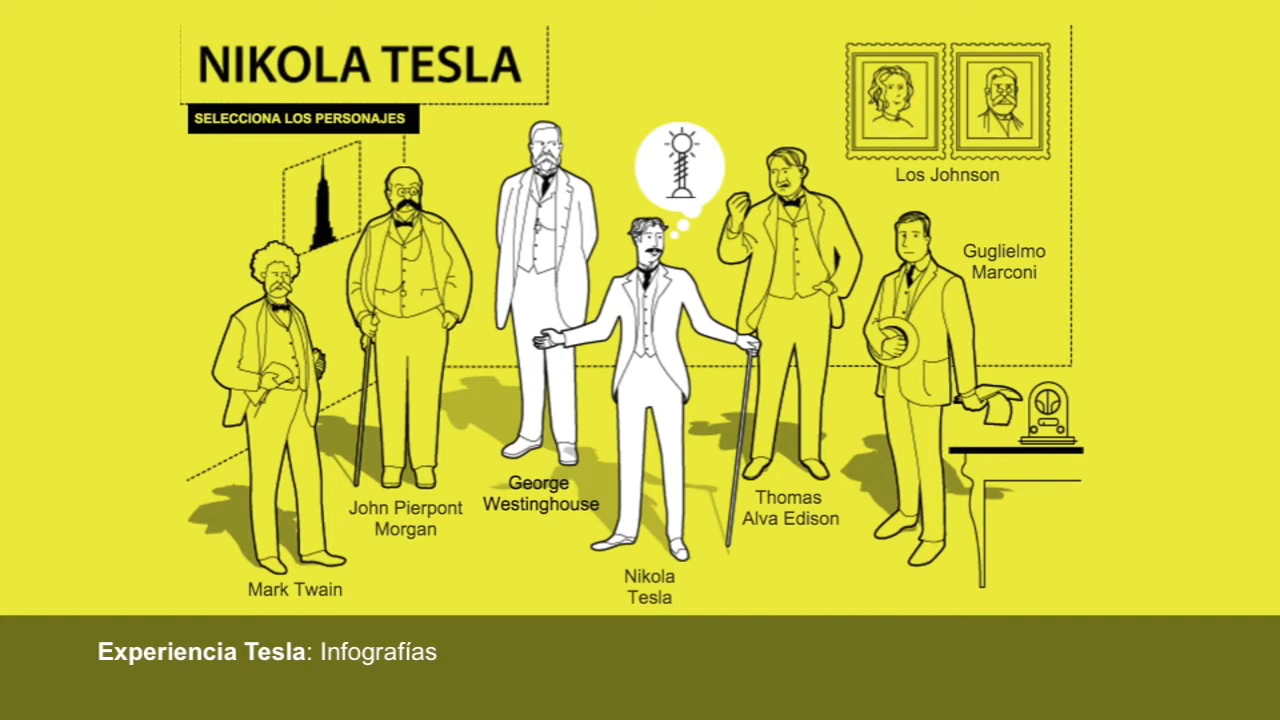 NIKOLA TESLA
SELECCIONA LOS PERSONAJES
Los Johnson
Guglielmo
Marconi
George
Westinghouse
John Pierpont
Morgan
Thomas
Alva Edison
Mark Twain
Nikola
Tesla
Experiencia Tesla: Infografías